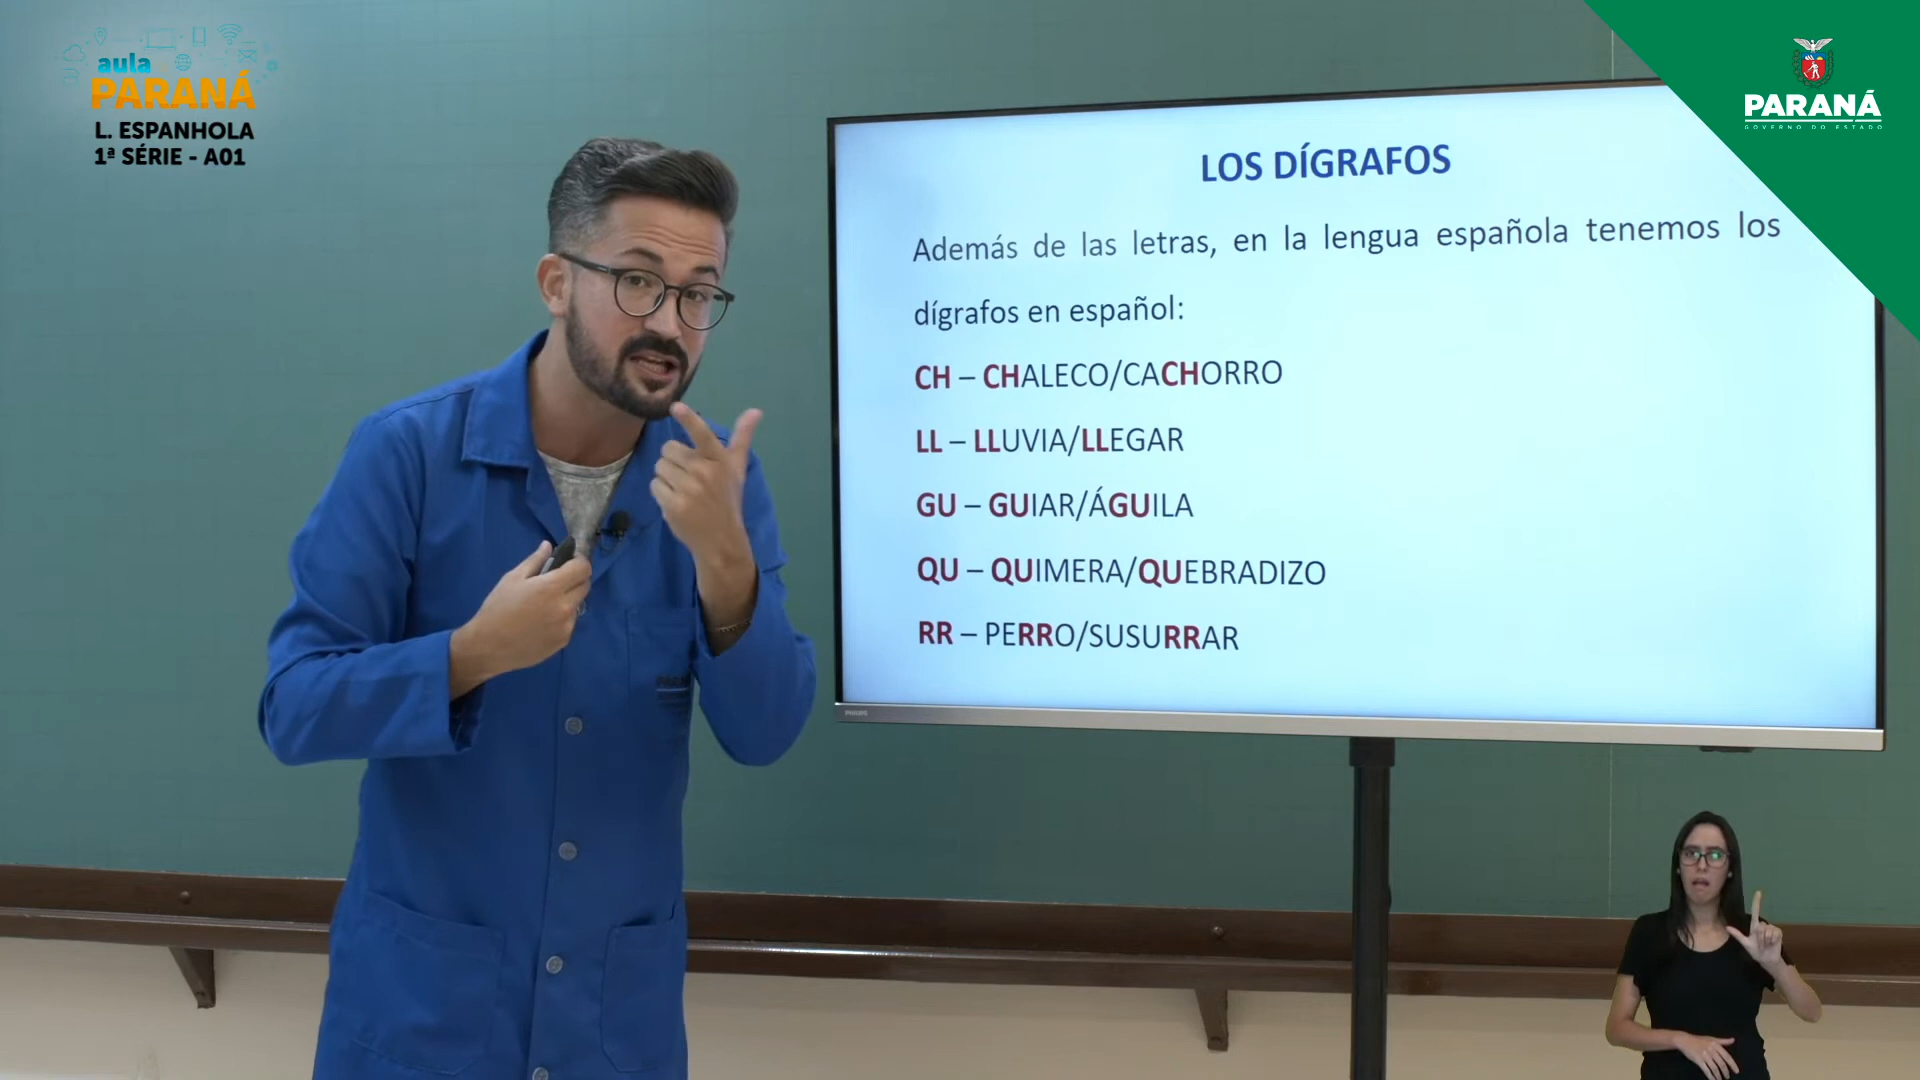 aula
PARANÁ
L. ESPANHOLA
1ª SÉRIE - A01
PARANÁ
GOVERNO DO ESTADO
LOS DÍGRAFOS
Además de las letras, en la lengua española tenemos los
dígrafos en español:
CH – CHALECO/CACHORRO
LL – LLUVIA/LLEGAR
GU – GUIAR/ÁGUILA
QU – QUIMERA/QUEBRADIZO
RR – PERRO/SUSURRAR
PHILIPS